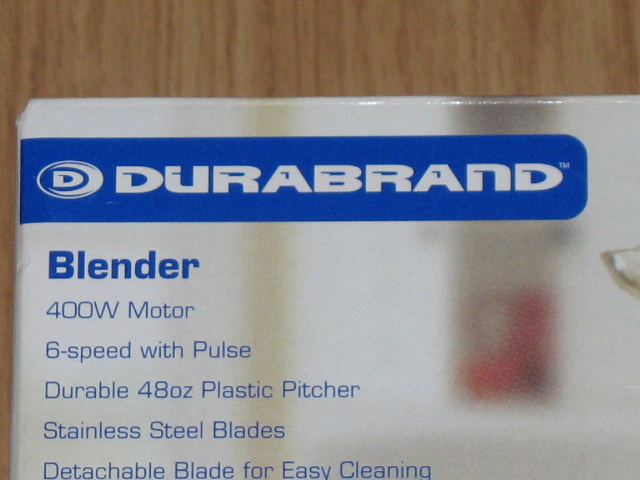 D DURABRAND™
Blender
400W Motor
6-speed with Pulse
Durable 48oz Plastic Pitcher
Stainless Steel Blades
Detachable Blade for Easy Cleaning